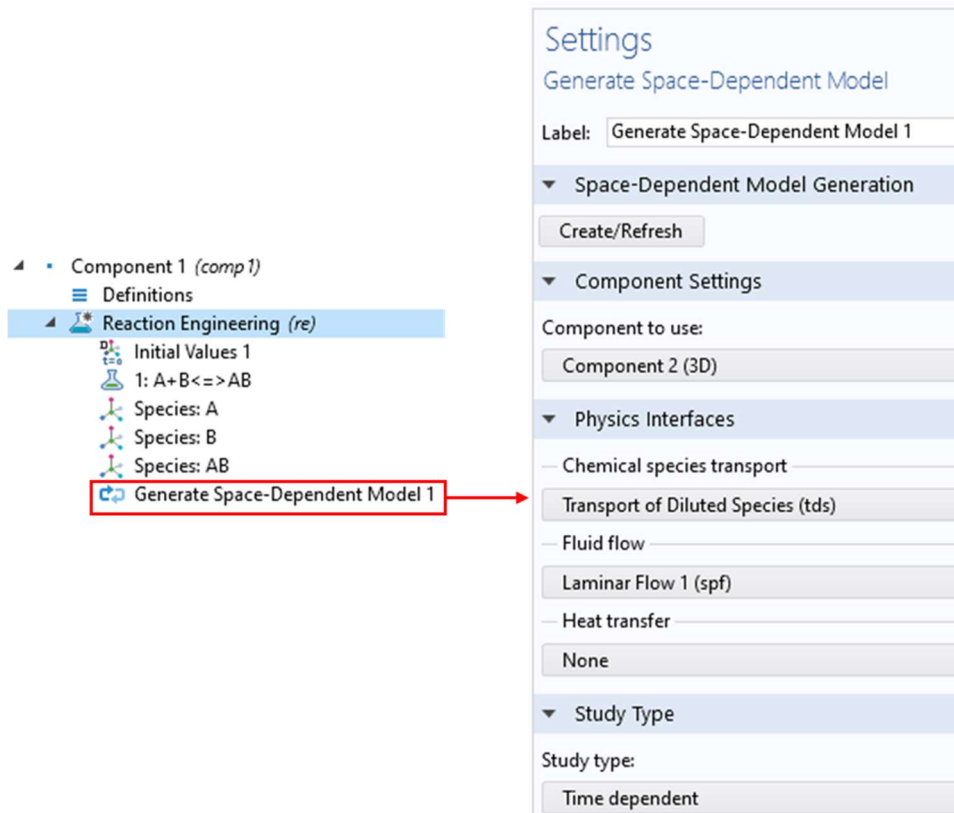 Component 1 (comp1)
Definitions
Reaction Engineering (re)
Initial Values 1
1: A+B<=>AB
Species: A
Species: B
Species: AB
Generate Space-Dependent Model 1
Settings
Generate Space-Dependent Model
Label: Generate Space-Dependent Model 1
Space-Dependent Model Generation
Create/Refresh
Component Settings
Component to use:
Component 2 (3D)
Physics Interfaces
Chemical species transport
Transport of Diluted Species (tds)
Fluid flow
Laminar Flow 1 (spf)
Heat transfer
None
Study Type
Study type:
Time dependent